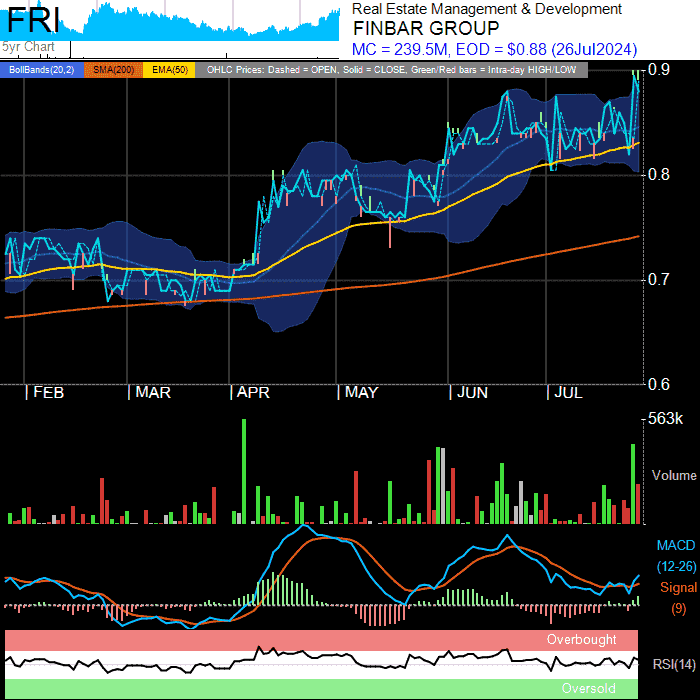 FRI
5yr Chart
Real Estate Management & Development
FINBAR GROUP
MC = 239.5M, EOD = $0.88 (26Jul2024)
BollBands(20,2) SMA(200) EMA(50) OHLC Prices: Dashed = OPEN, Solid = CLOSE, Green/Red bars = Intra-day HIGH/LOW
0.9
0.8
0.7
0.6
FEB MAR APR MAY JUN JUL
563k
Volume
MACD
(12-26)
Signal
(9)
Overbought
RSI(14)
Oversold